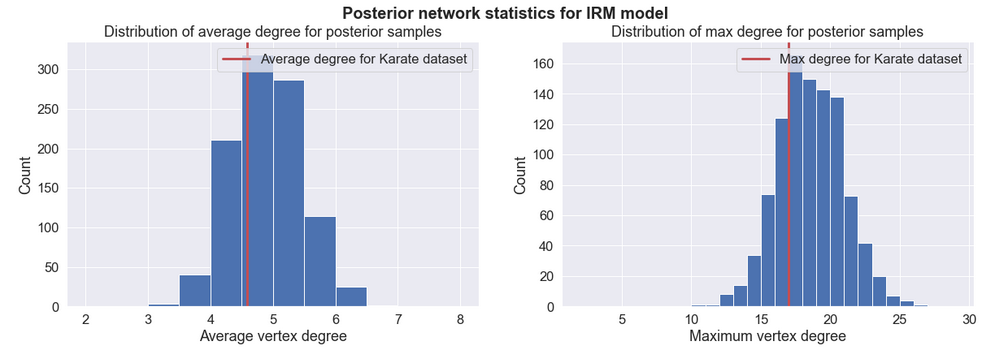 Posterior network statistics for IRM model
Distribution of average degree for posterior samples
Average degree for Karate dataset
300
250
200
150
100
50
0
Count
2 3 4 5 6 7 8
Average vertex degree
Distribution of max degree for posterior samples
Max degree for Karate dataset
160
140
120
100
80
60
40
20
0
Count
5 10 15 20 25 30
Maximum vertex degree